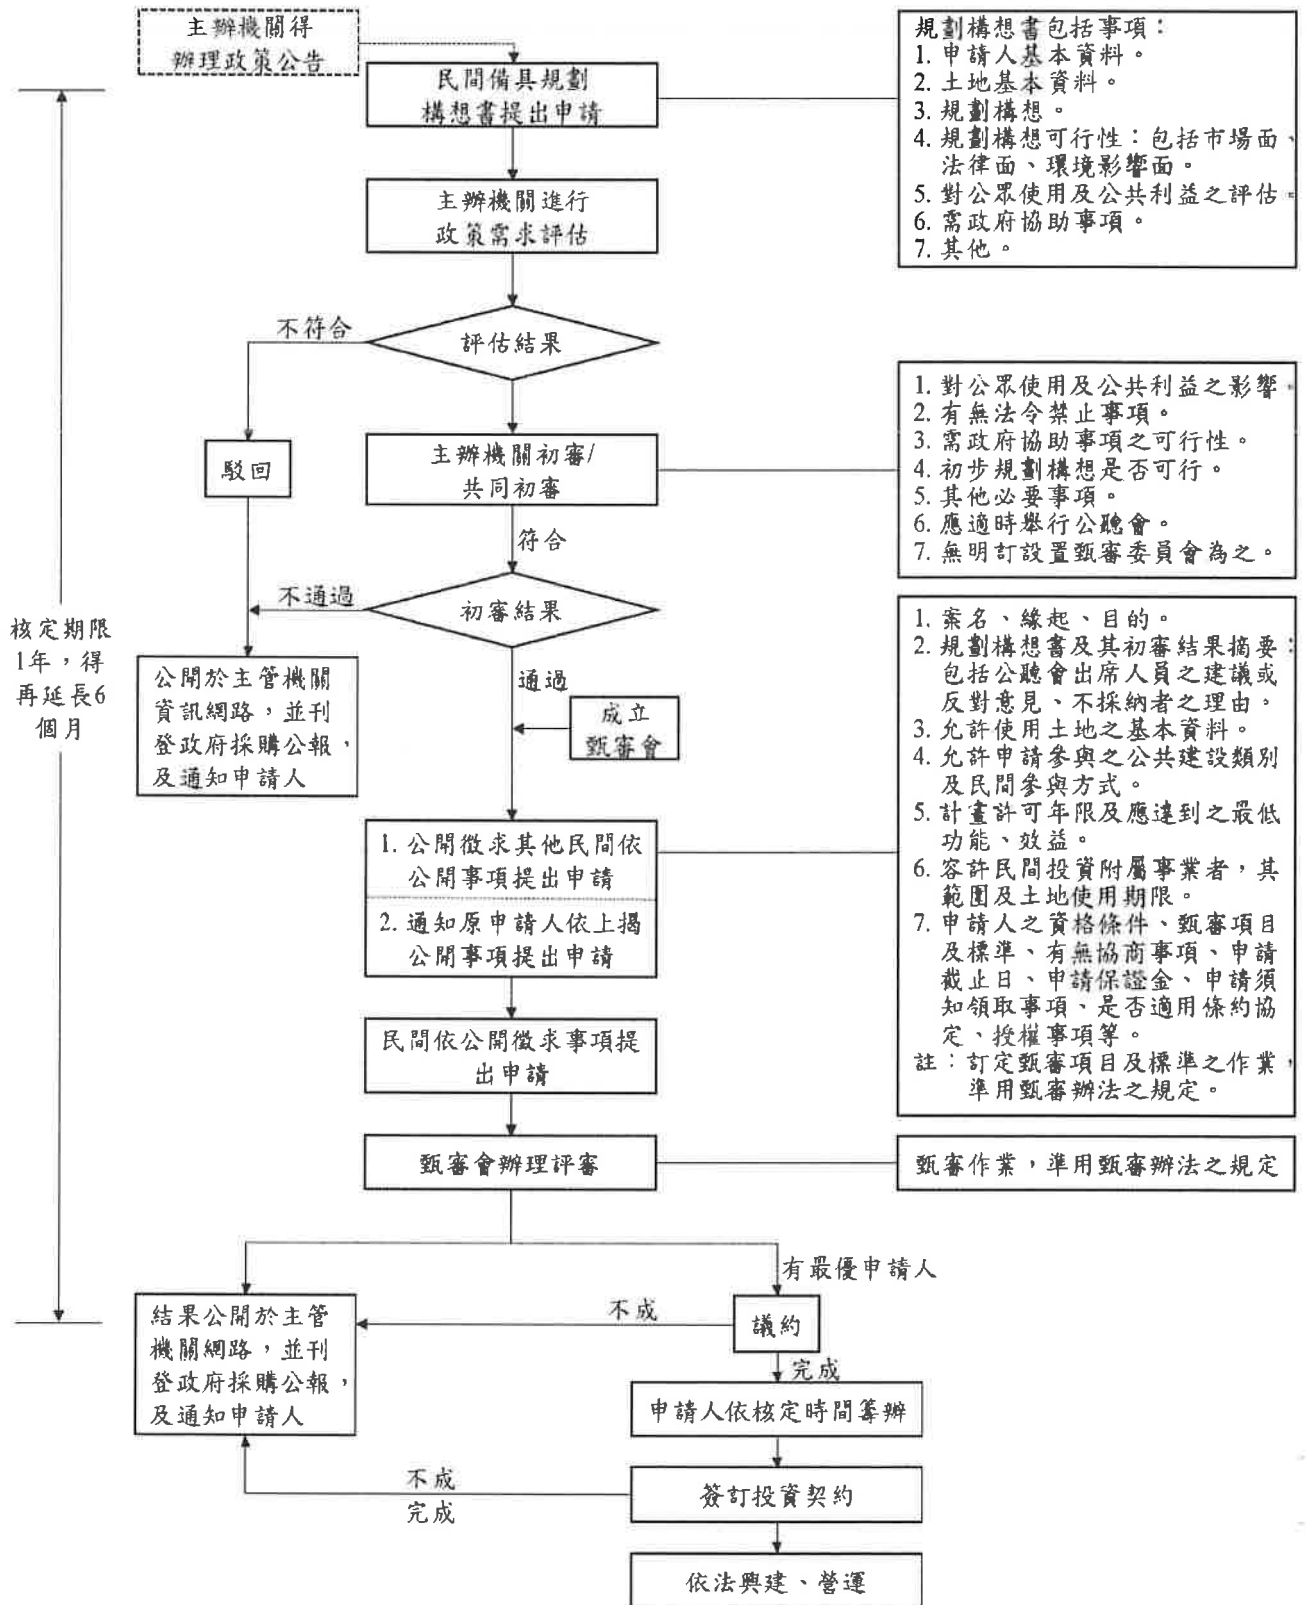 主辦機關得
辦理政策公告
民間備具規劃
構想書提出申請
規劃構想書包括事項：
1. 申請人基本資料。
2. 土地基本資料。
3. 規劃構想。
4. 規劃構想可行性：包括市場面、
法律面、環境影響面。
5. 對公眾使用及公共利益之評估。
6. 需政府協助事項。
7. 其他。
主辦機關進行
政策需求評估
評估結果
不符合
駁回
主辦機關初審/
共同初審
1. 對公眾使用及公共利益之影響。
2. 有無法令禁止事項。
3. 需政府協助事項之可行性。
4. 初步規劃構想是否可行。
5. 其他必要事項。
6. 應適時舉行公聽會。
7. 無明訂設置甄審委員會為之。
符合
初審結果
不通過
公開於主管機關
資訊網路，並刊
登政府採購公報，
及通知申請人
核定期限
1年，得
再延長6
個月
通過
成立
甄審會
1. 公開徵求其他民間依
公開事項提出申請
2. 通知原申請人依上揭
公開事項提出申請
1. 案名、緣起、目的。
2. 規劃構想書及其初審結果摘要：
包括公聽會出席人員之建議或
反對意見、不採納者之理由。
3. 允許使用土地之基本資料。
4. 允許申請參與之公共建設類別
及民間參與方式。
5. 計畫許可年限及應達到之最低
功能、效益。
6. 容許民間投資附屬事業者，其
範圍及土地使用期限。
7. 申請人之資格條件、甄審項目
及標準、有無協商事項、申請
截止日、申請保證金、申請須
知領取事項、是否適用條約協
定、授權事項等。
註：訂定甄審項目及標準之作業，
準用甄審辦法之規定。
民間依公開徵求事項提
出申請
甄審會辦理評審
甄審作業，準用甄審辦法之規定
有最優申請人
議約
不成
結果公開於主管
機關網路，並刊
登政府採購公報，
及通知申請人
完成
申請人依核定時間籌辦
簽訂投資契約
不成
完成
依法興建、營運